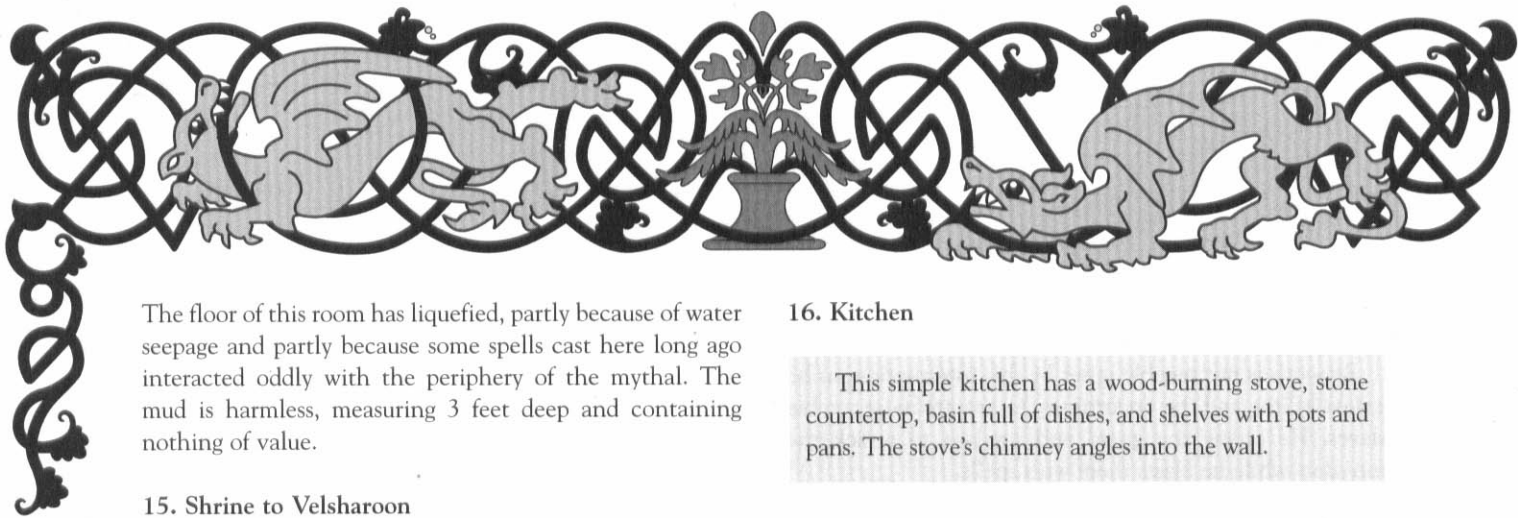 The floor of this room has liquefied, partly because of water
seepage and partly because some spells cast here long ago
interacted oddly with the periphery of the mythal. The
mud is harmless, measuring 3 feet deep and containing
nothing of value.
15. Shrine to Velsharoon
16. Kitchen
This simple kitchen has a wood-burning stove, stone
countertop, basin full of dishes, and shelves with pots and
pans. The stove's chimney angles into the wall.